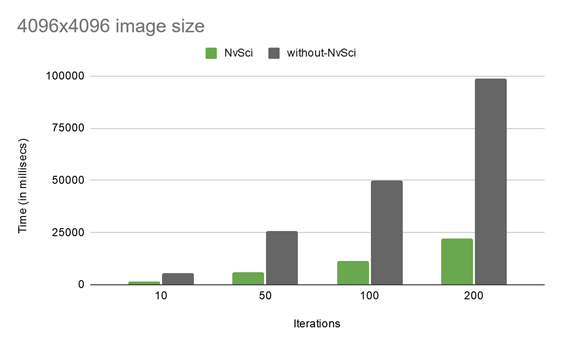 4096x4096 image size
NvSci without-NvSci
100000
75000
50000
25000
0
Time (in millisecs)
10 50 100 200
Iterations